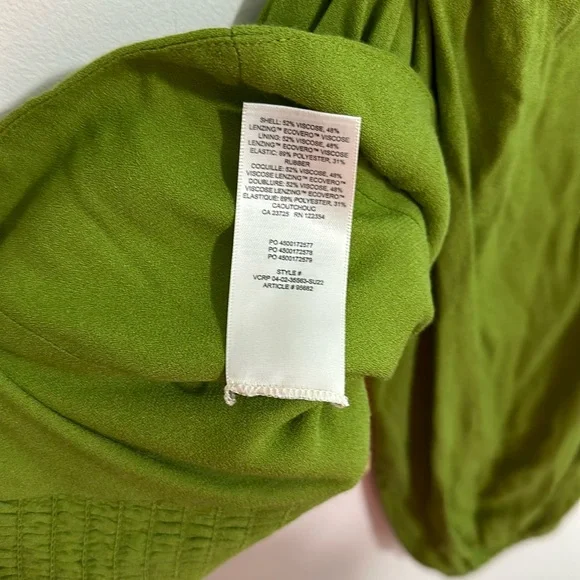 SHELL: 52% VISCOSE, 48%
LENZING™ ECOVERO™ VISCOSE
LINING: 52% VISCOSE, 48%
LENZING™ ECOVERO™ VISCOSE
ELASTIC: 69% POLYESTER, 31%
RUBBER
COQUILLE: 52% VISCOSE, 48%
VISCOSE LENZING™ ECOVERO™
DOUBLURE: 52% VISCOSE, 48%
VISCOSE LENZING™ ECOVERO™
ELASTIQUE: 69% POLYESTER, 31%
CAOUTCHOUC
CA 23725 RN 122354
PO 4500172577
PO 4500172578
PO 4500172579
STYLE #
VCRP 04-02-35563-SU22
ARTICLE # 95682